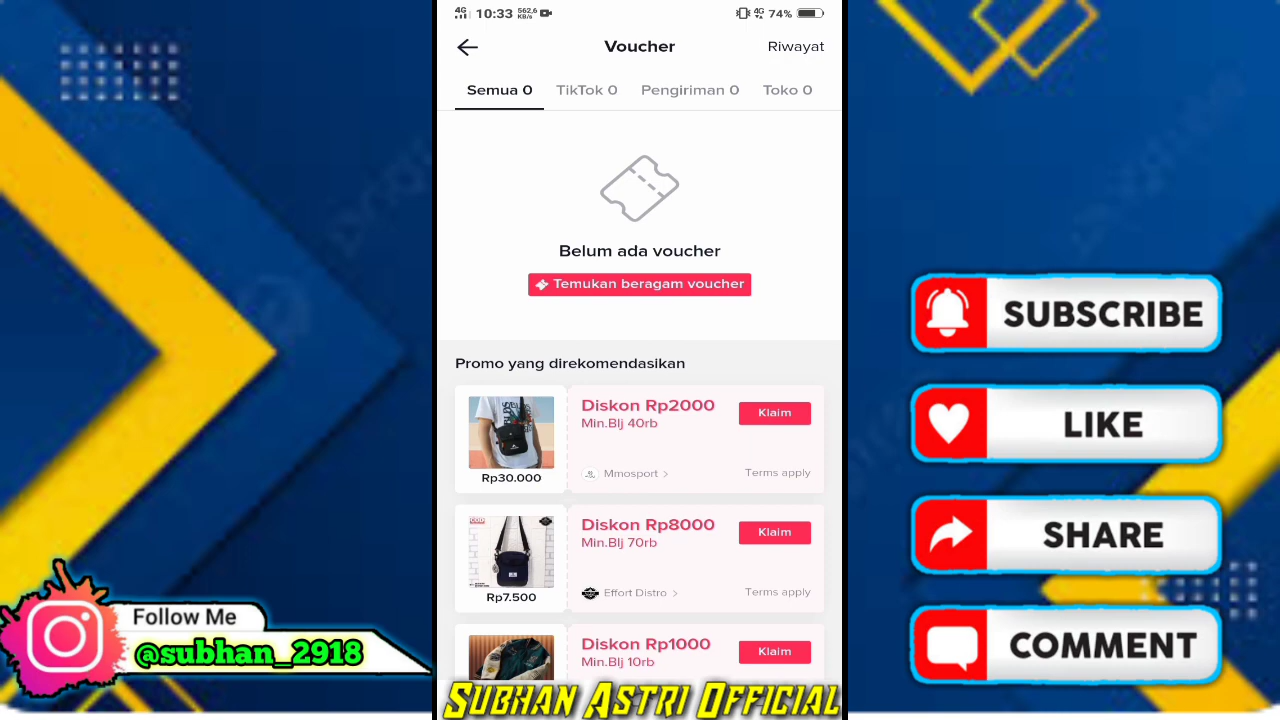 4G 10:33 562,6 KB/s 4G 74%
Voucher Riwayat
Semua 0 TikTok 0 Pengiriman 0 Toko 0
Belum ada voucher
Temukan beragam voucher
Promo yang direkomendasikan
Diskon Rp2000
Min.Blj 40rb
Klaim
Rp30.000
Mmosport >
Terms apply
Diskon Rp8000
Min.Blj 70rb
Klaim
Rp7.500
Effort Distro >
Terms apply
Diskon Rp1000
Min.Blj 10rb
Klaim
SUBHAN ASTRI OFFICIAL
Follow Me
@subhan_2918
SUBSCRIBE
LIKE
SHARE
COMMENT